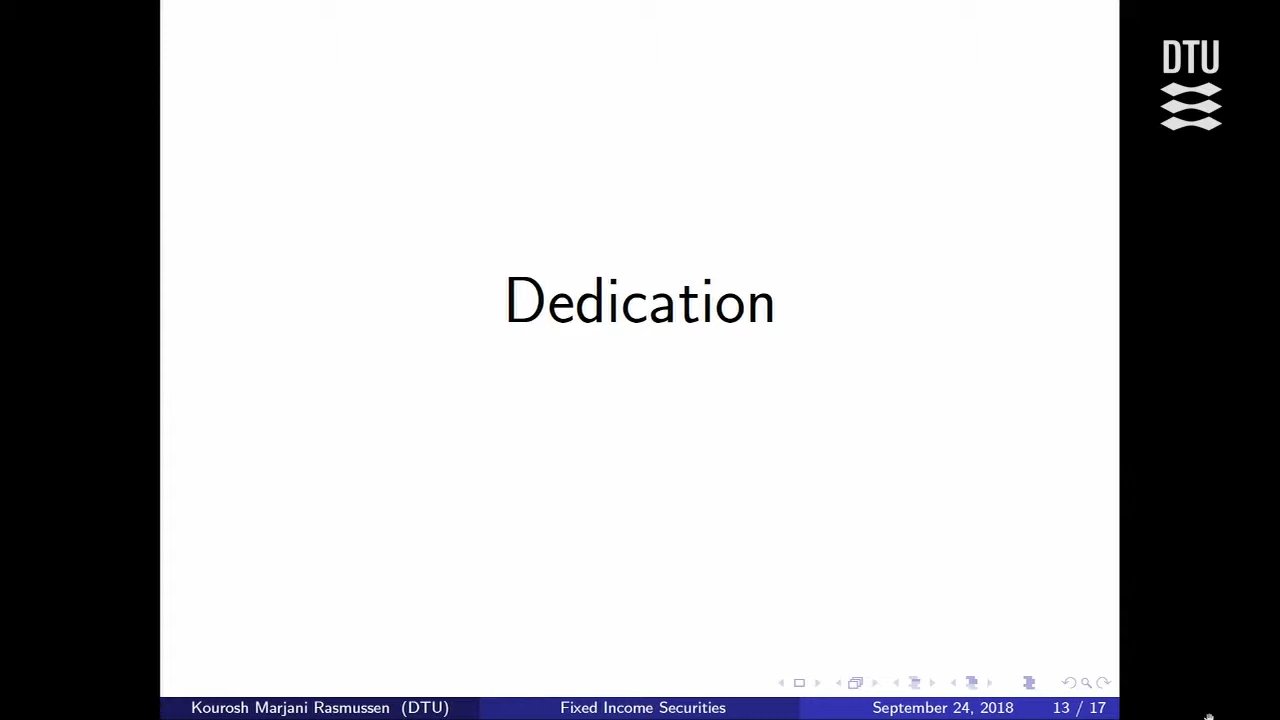 DTU
Dedication
Kourosh Marjani Rasmussen (DTU) Fixed Income Securities September 24, 2018 13 / 17